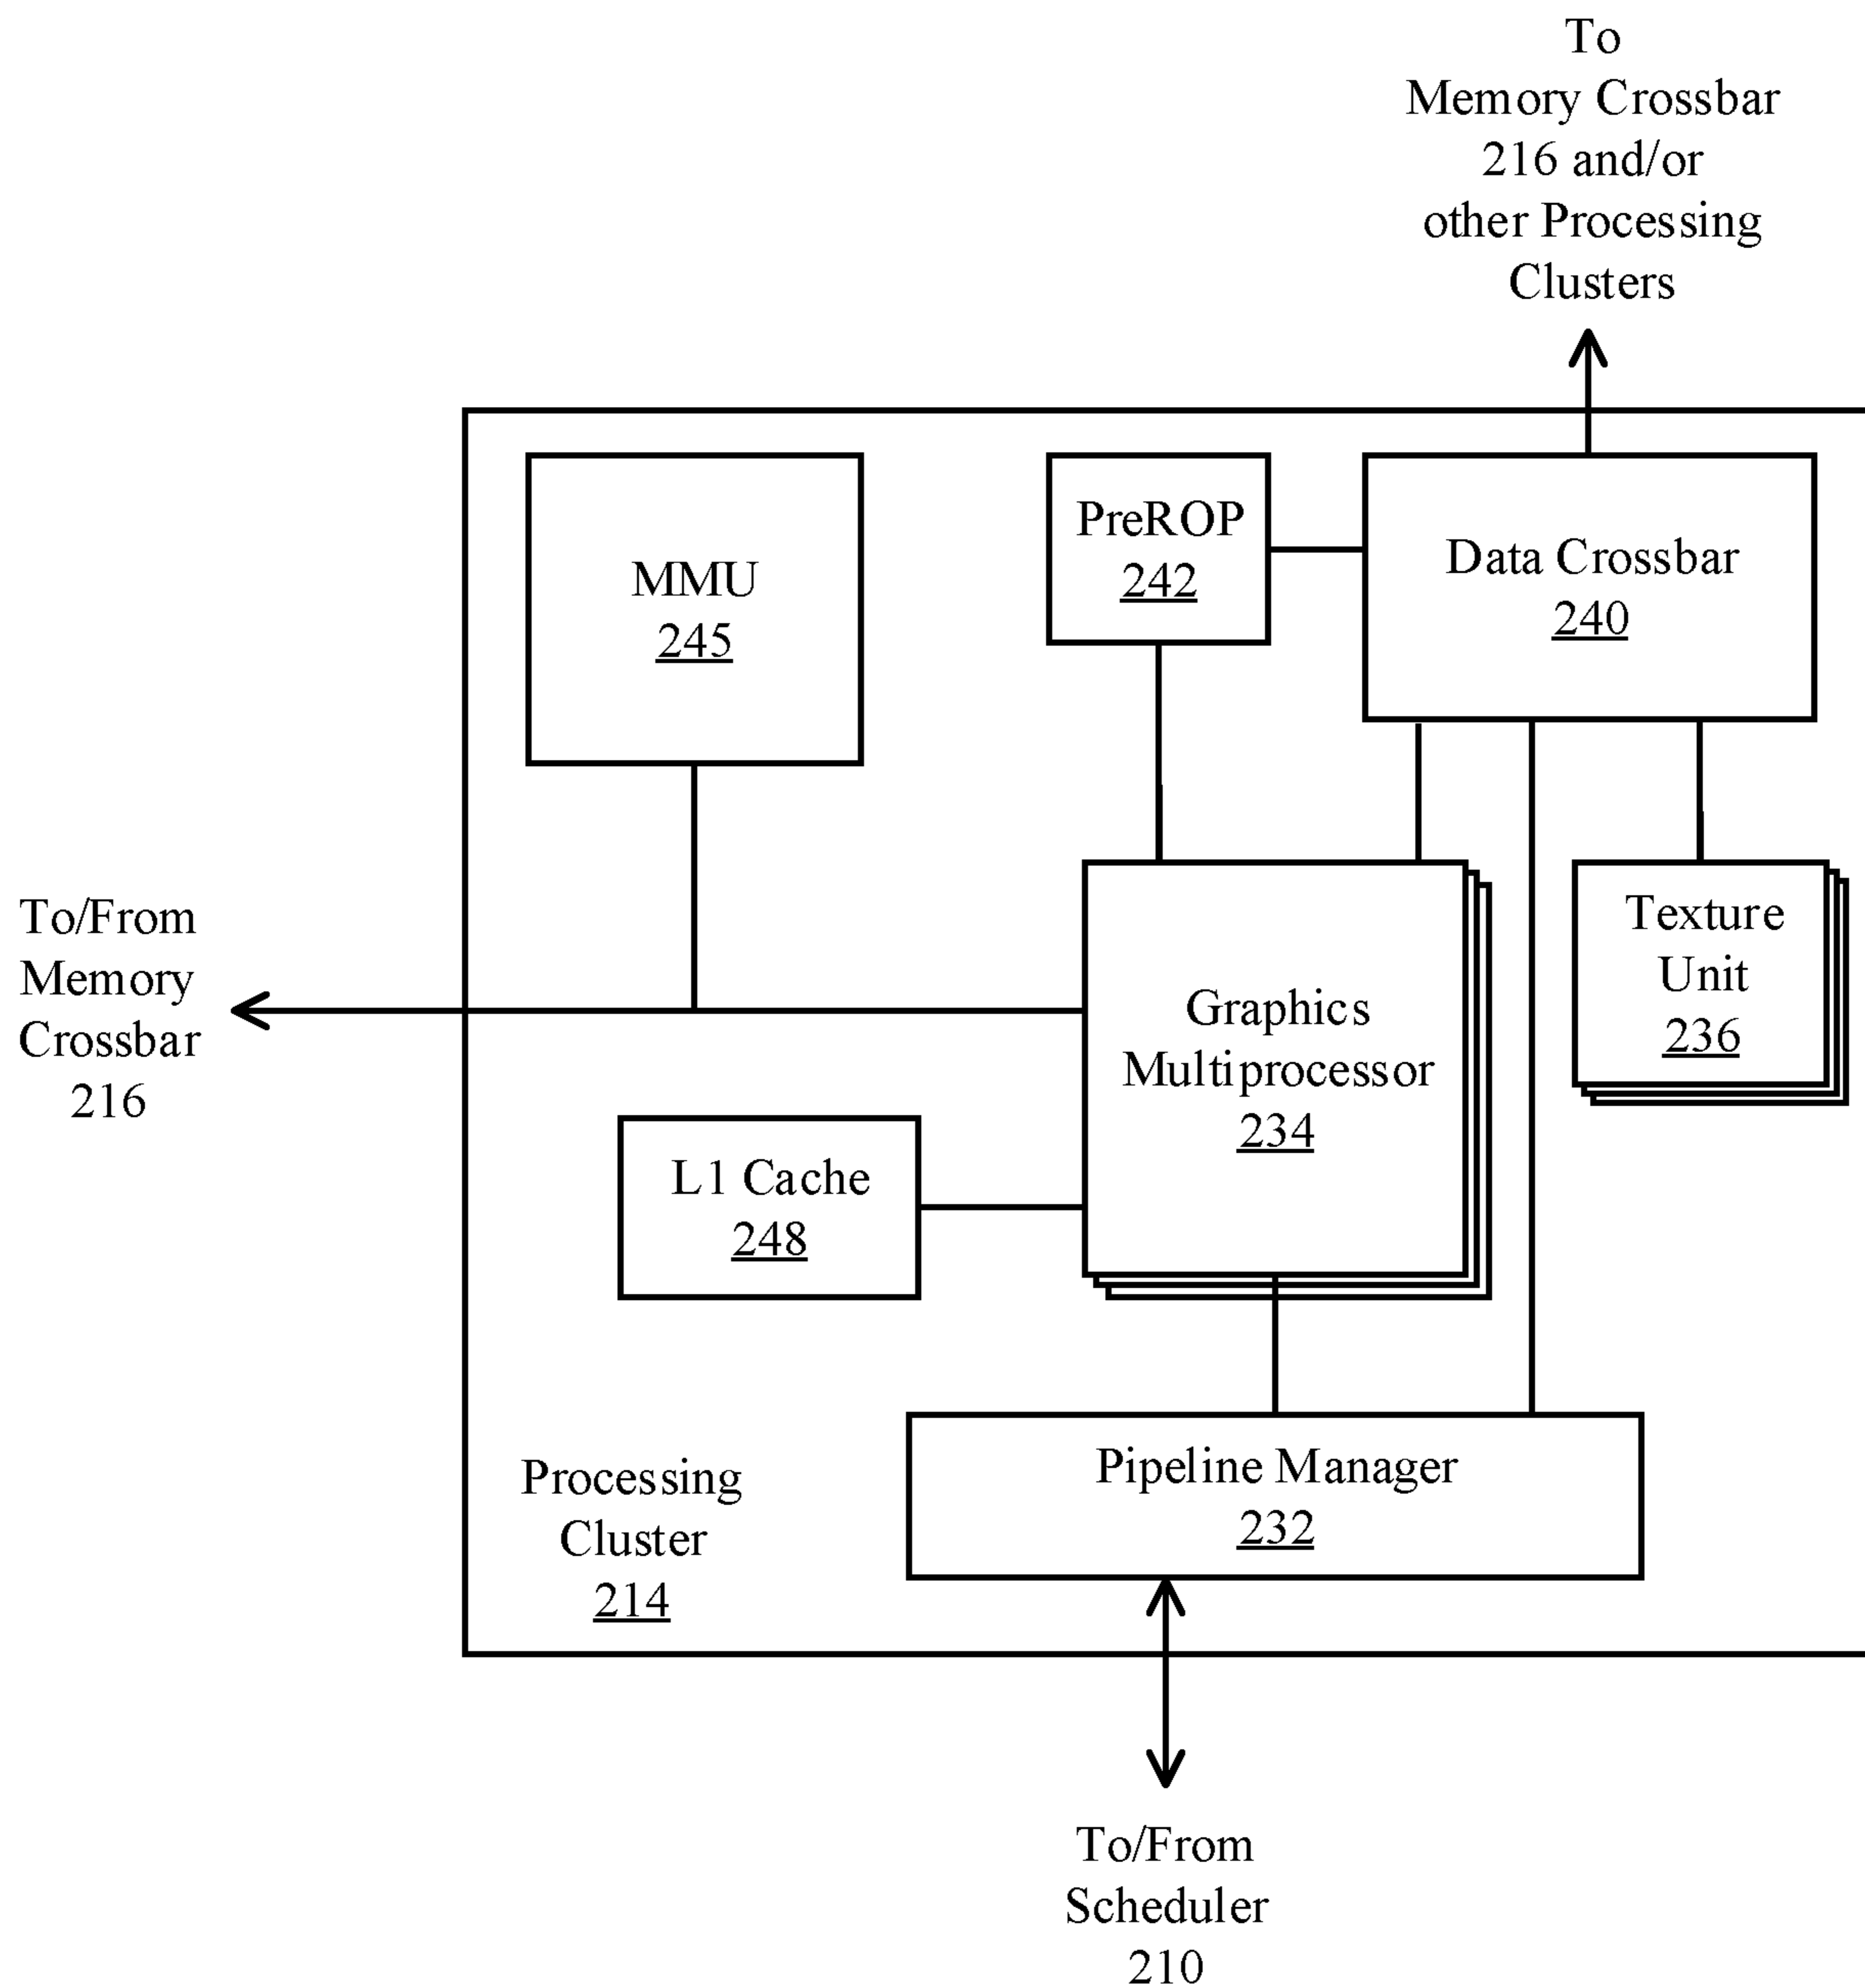 To
Memory Crossbar
216 and/or
other Processing
Clusters
PreROP
242
Data Crossbar
240
MMU
245
To/From
Memory
Crossbar
216
Graphics
Multiprocessor
234
Texture
Unit
236
L1 Cache
248
Pipeline Manager
232
Processing
Cluster
214
To/From
Scheduler
210